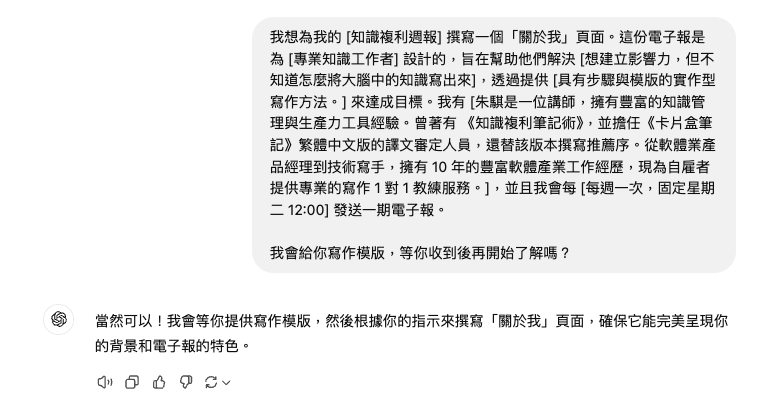 我想為我的 [知識複利週報] 撰寫一個「關於我」頁面。這份電子報是
為 [專業知識工作者] 設計的，旨在幫助他們解決 [想建立影響力，但不
知道怎麼將大腦中的知識寫出來]，透過提供 [具有步驟與模版的實作型
寫作方法。] 來達成目標。我有 [朱騏是一位講師，擁有豐富的知識管
理與生產力工具經驗。曾著有 《知識複利筆記術》，並擔任《卡片盒筆
記》繁體中文版的譯文審定人員，還替該版本撰寫推薦序。從軟體業產
品經理到技術寫手，擁有 10 年的豐富軟體產業工作經歷，現為自雇者
提供專業的寫作 1 對 1 教練服務。]，並且我會每 [每週一次，固定星期
二 12:00] 發送一期電子報。
我會給你寫作模版，等你收到後再開始了解嗎？
當然可以！我會等你提供寫作模版，然後根據你的指示來撰寫「關於我」頁面，確保它能完美呈現你
的背景和電子報的特色。